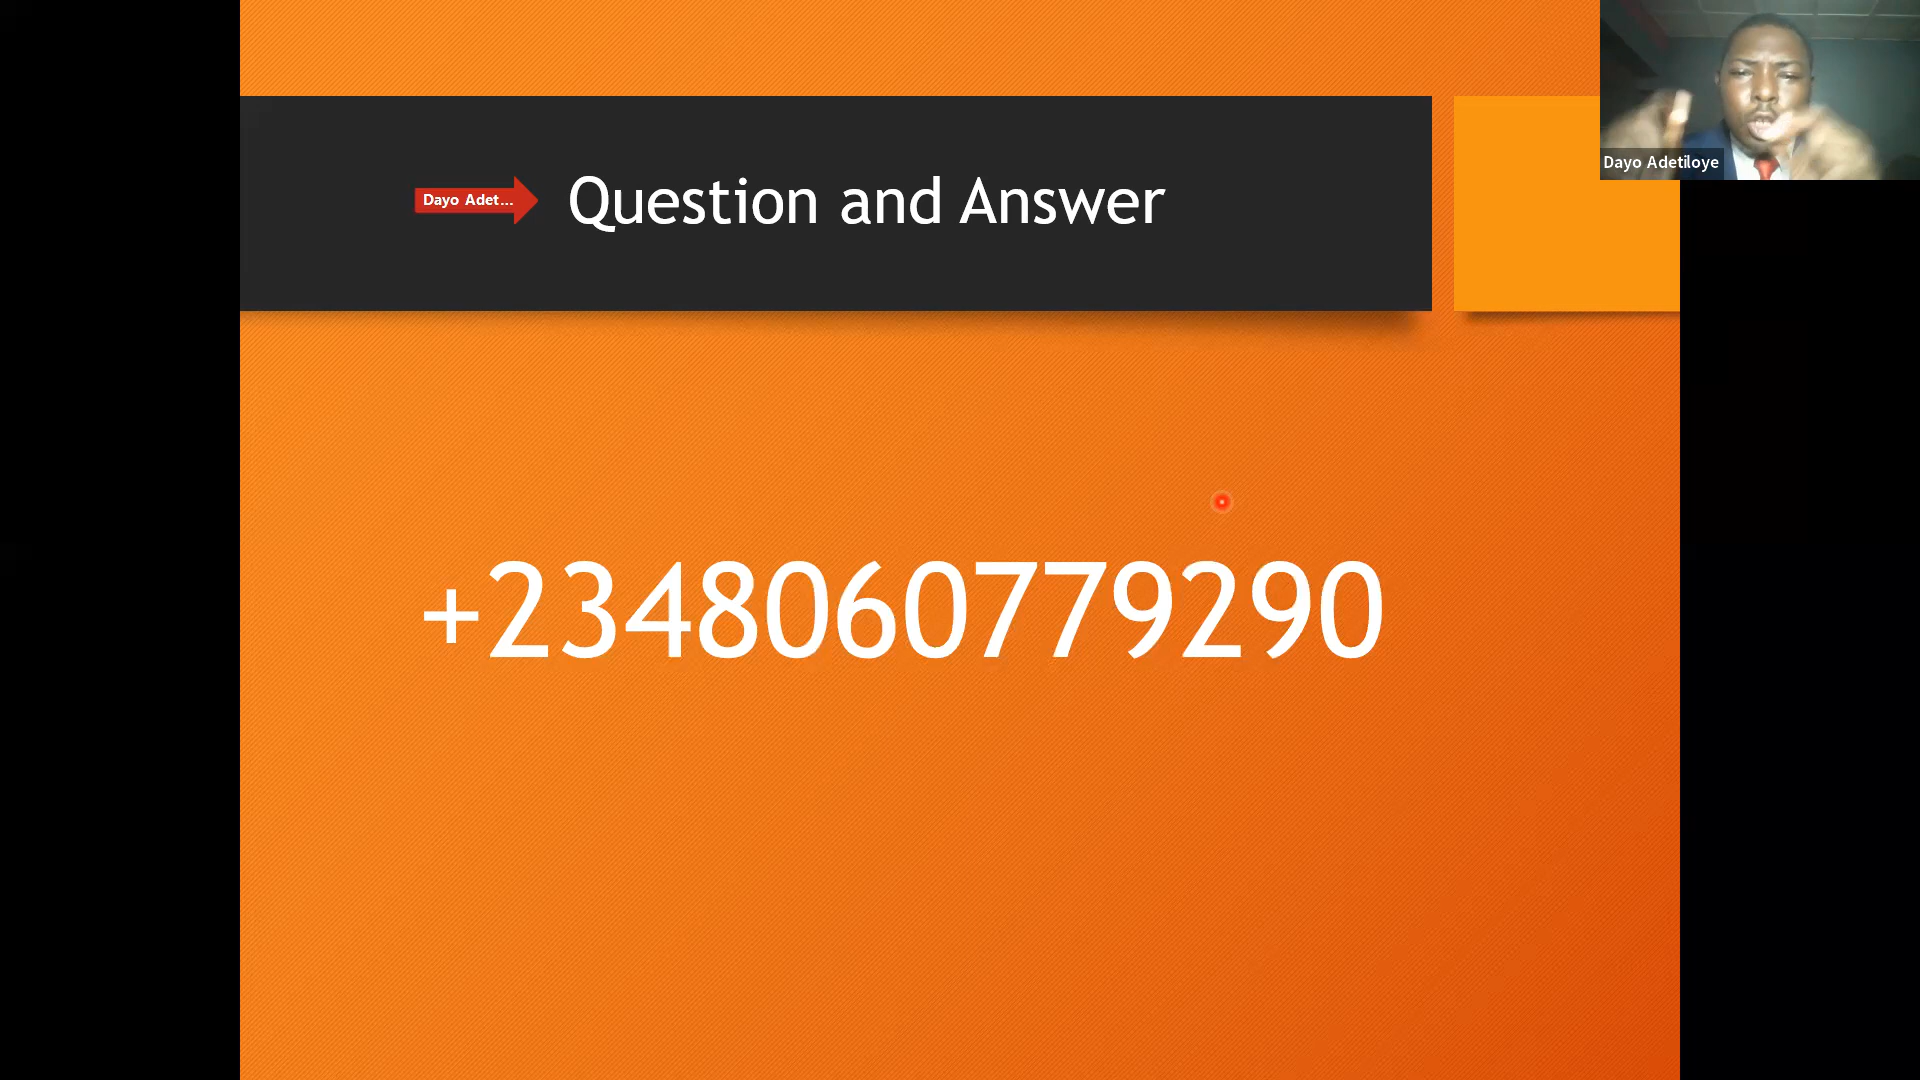 Dayo Adetiloye
Dayo Adet...
Question and Answer
+2348060779290